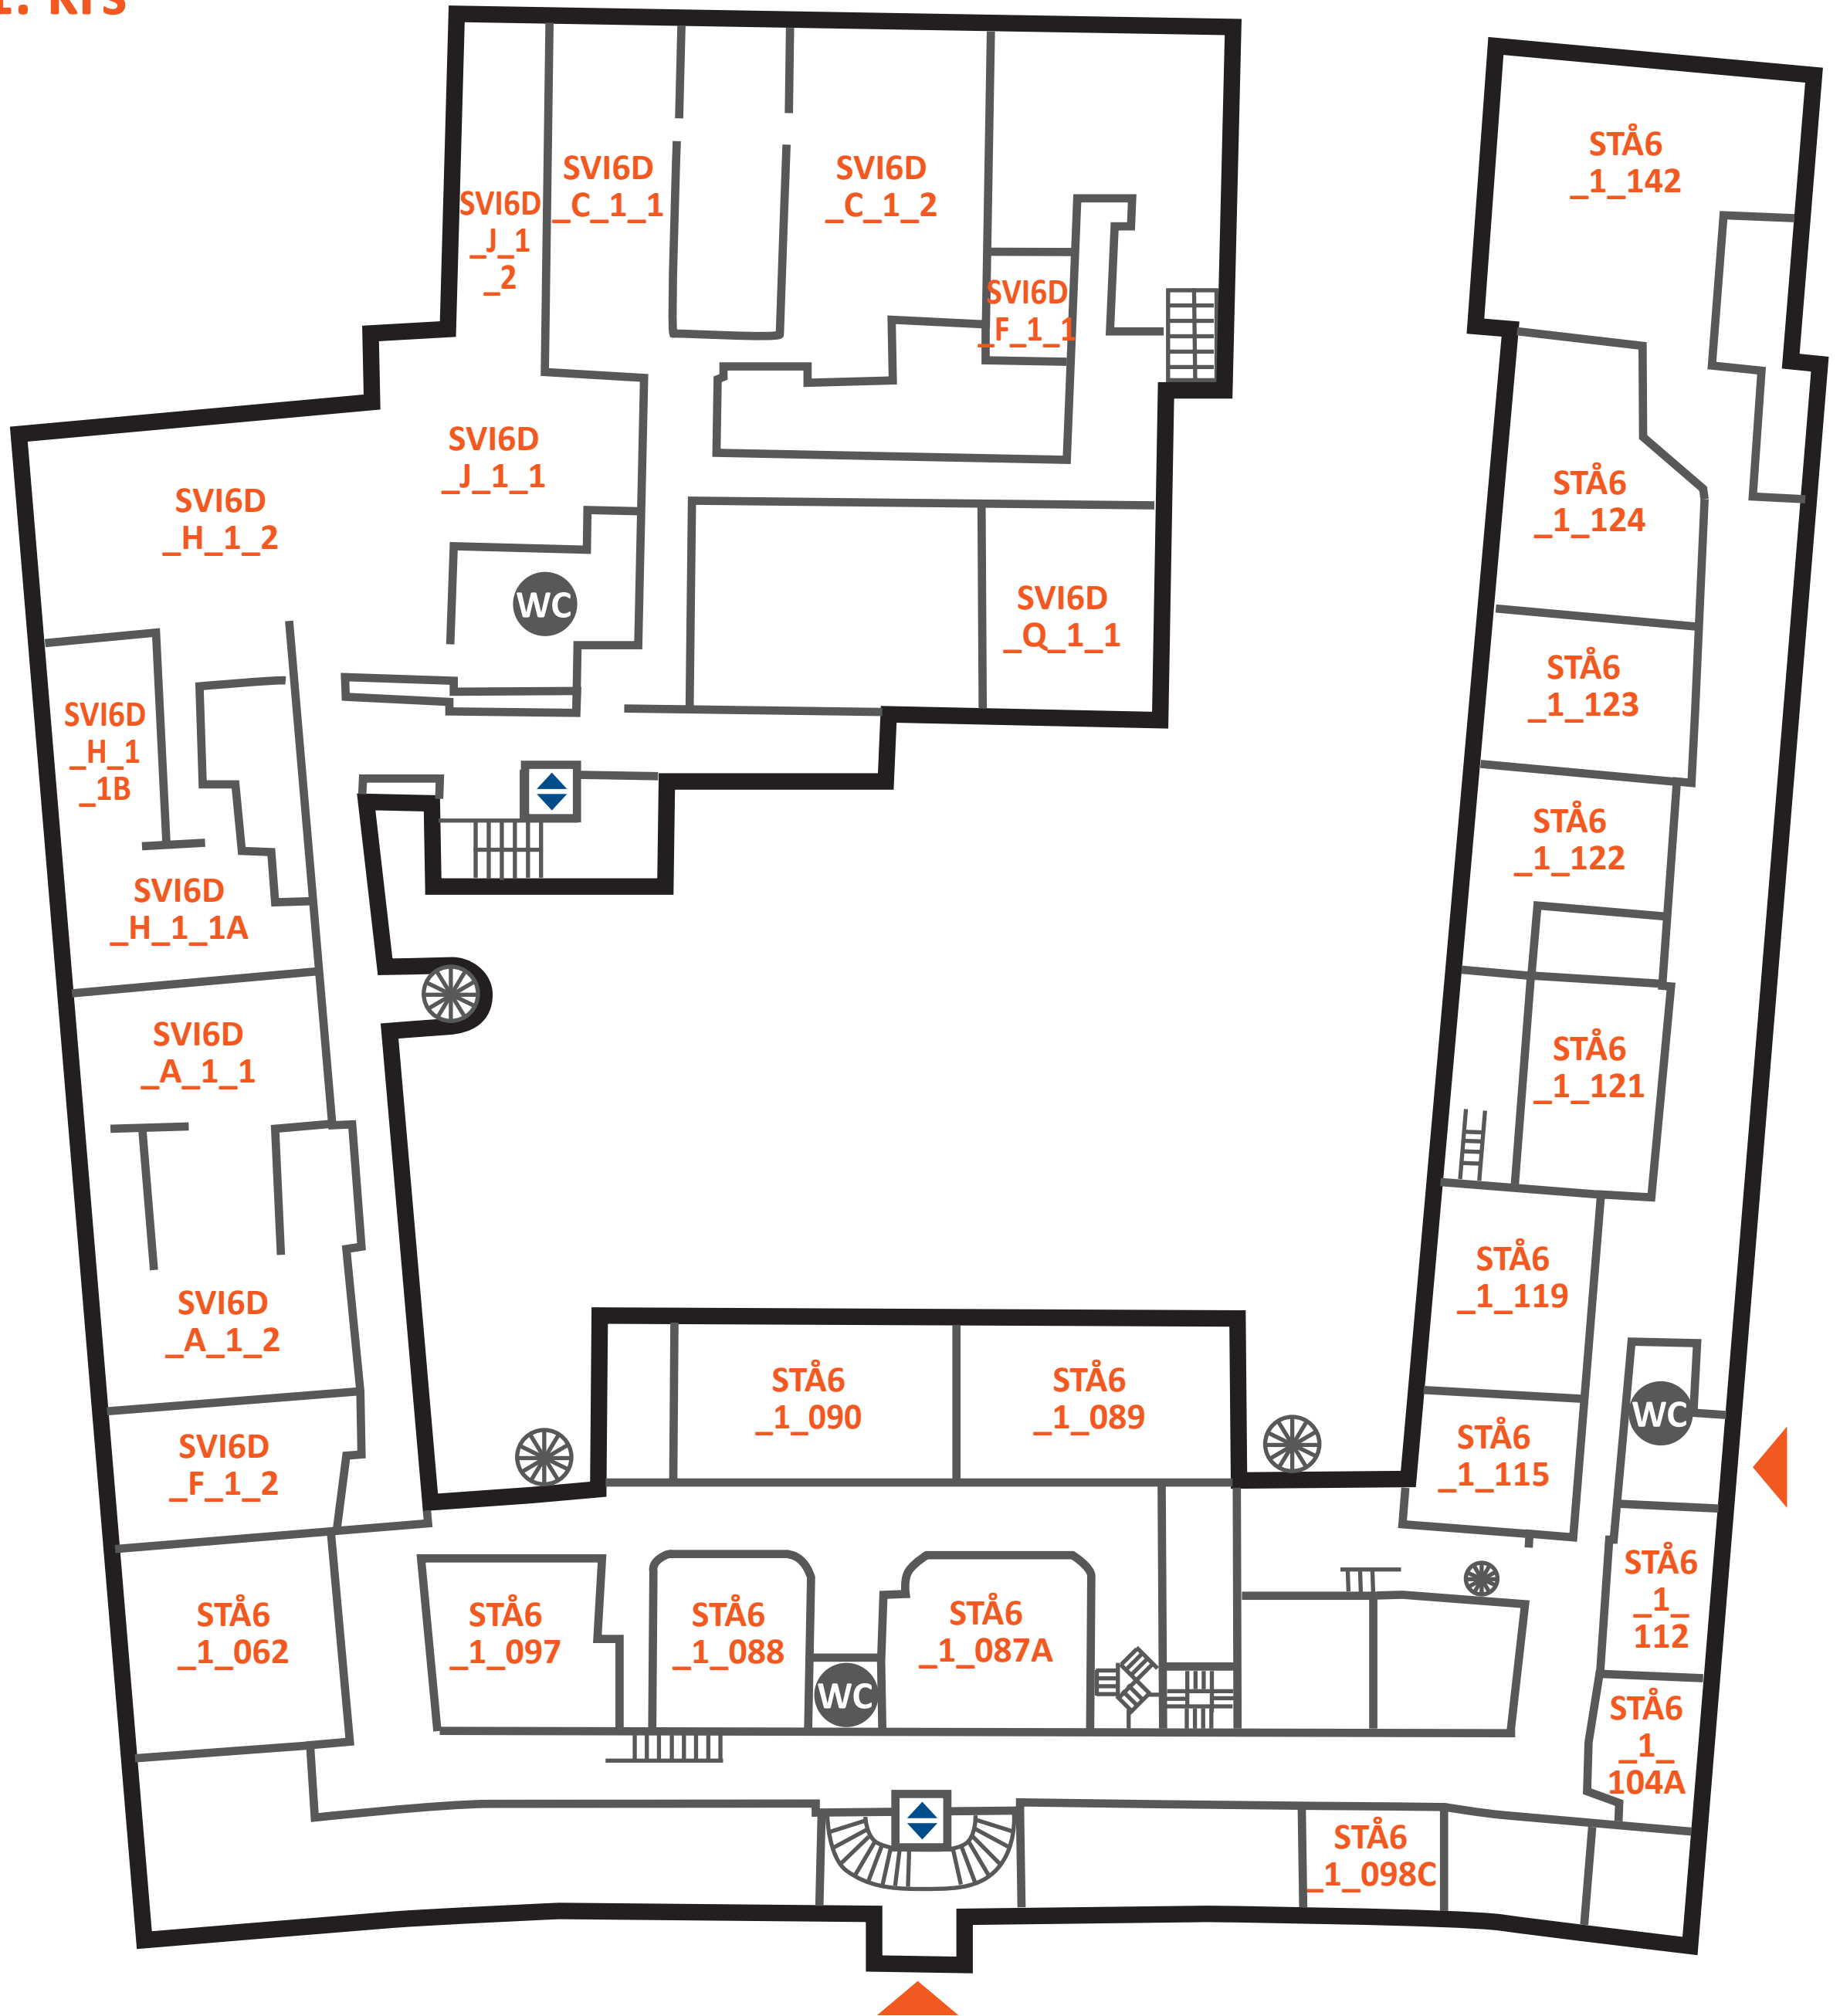 1. krs
SVI6D
_J_1
_2
SVI6D
_C_1_1
SVI6D
_C_1_2
SVI6D
_F_1_1
STÅ6
_1_142
SVI6D
_J_1_1
SVI6D
_H_1_2
STÅ6
_1_124
WC
SVI6D
_Q_1_1
STÅ6
_1_123
SVI6D
_H_1
_1B
STÅ6
_1_122
SVI6D
_H_1_1A
SVI6D
_A_1_1
STÅ6
_1_121
STÅ6
_1_119
SVI6D
_A_1_2
STÅ6
_1_090
STÅ6
_1_089
WC
SVI6D
_F_1_2
STÅ6
_1_115
STÅ6
_1_
112
STÅ6
_1_062
STÅ6
_1_097
STÅ6
_1_088
WC
STÅ6
_1_087A
STÅ6
_1_
104A
STÅ6
_1_098C